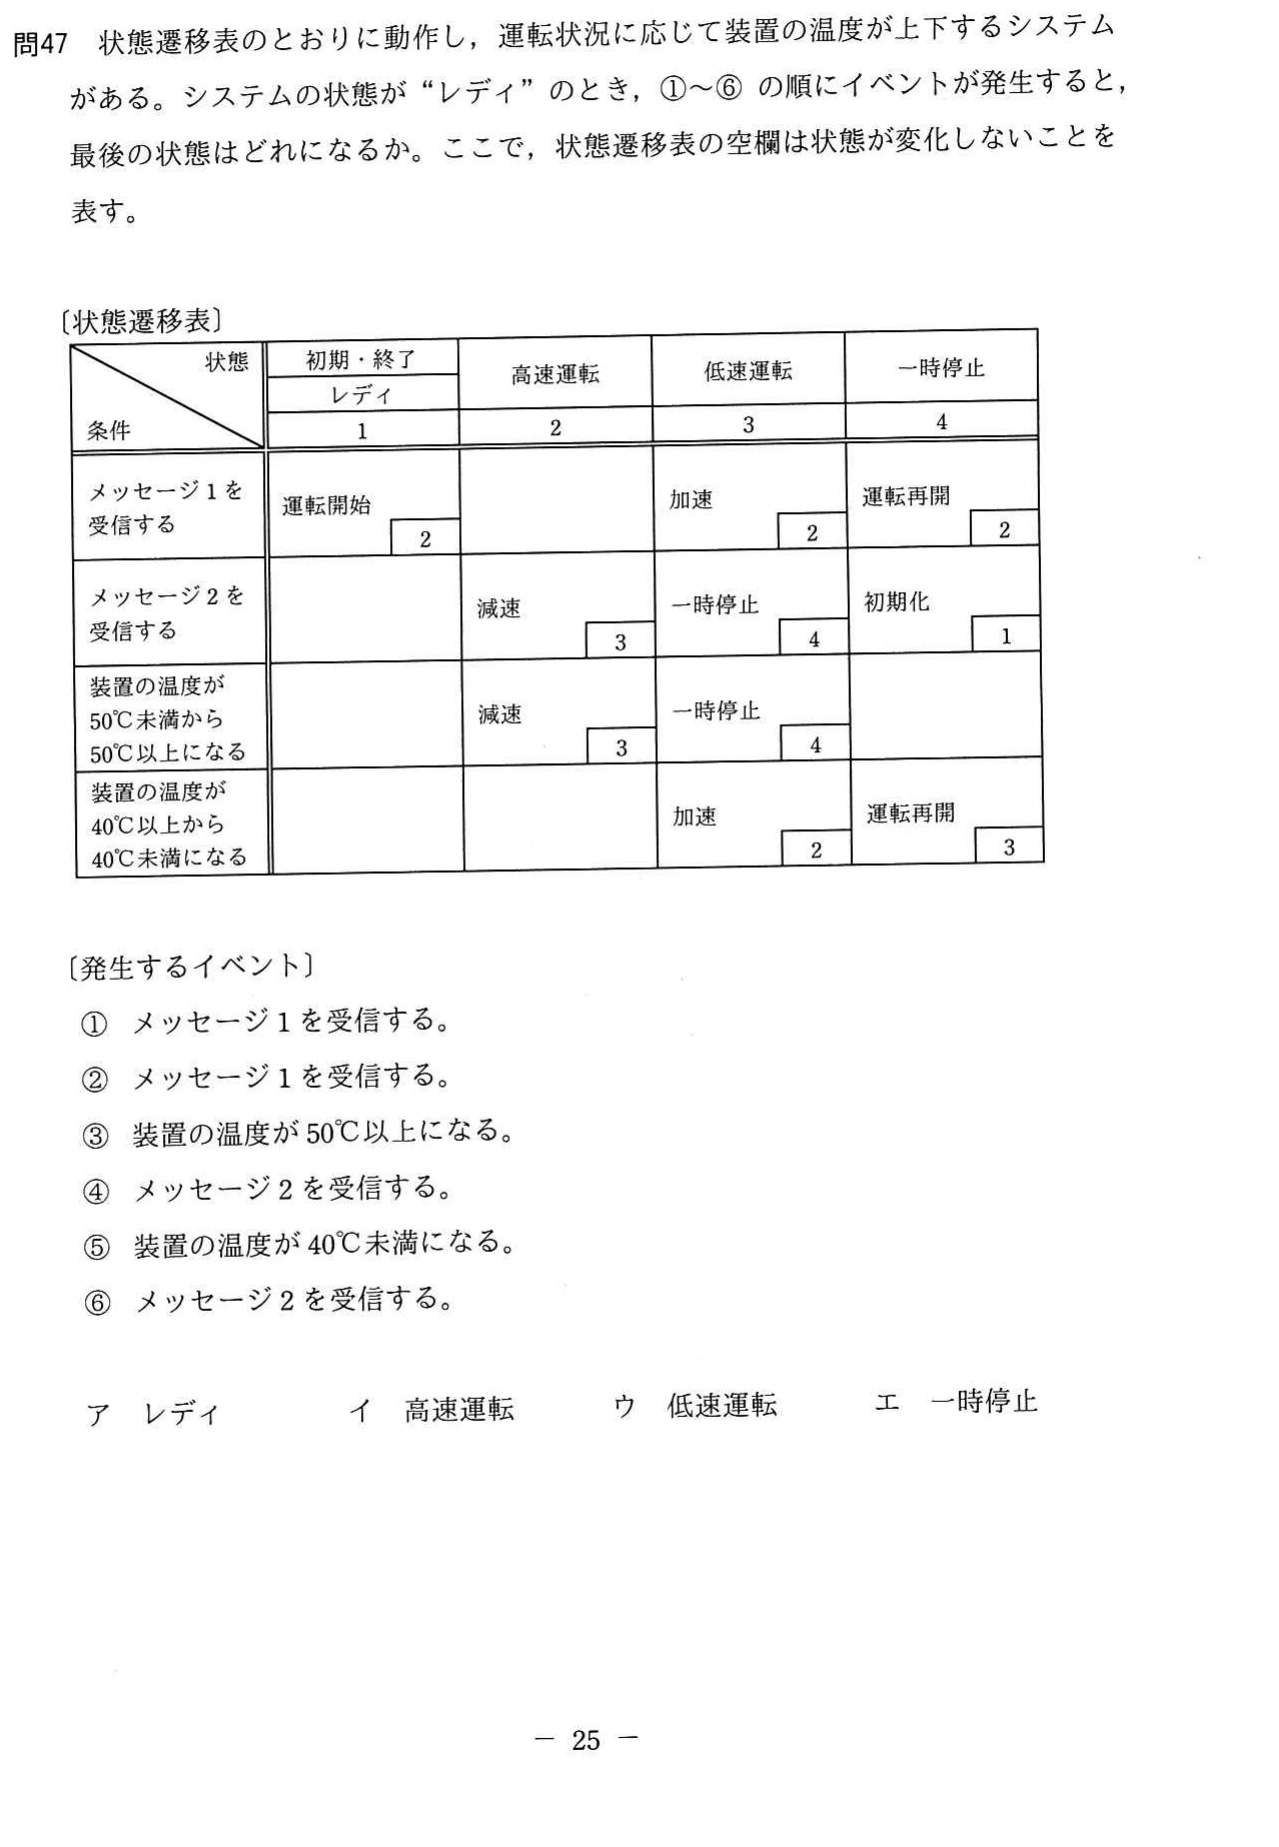 問47 状態遷移表のとおりに動作し，運転状況に応じて装置の温度が上下するシステム
がある。システムの状態が“レディ”のとき，①～⑥ の順にイベントが発生すると，
最後の状態はどれになるか。ここで，状態遷移表の空欄は状態が変化しないことを
表す。
〔状態遷移表〕
状態 初期・終了 高速運転 低速運転 一時停止
レディ
条件 1 2 3 4
メッセージ1を
受信する
運転開始 2 加速 2 運転再開 2
メッセージ2を
受信する
減速 3 一時停止 4 初期化 1
装置の温度が
50℃未満から
50℃以上になる
減速 3 一時停止 4
装置の温度が
40℃以上から
40℃未満になる
加速 2 運転再開 3
〔発生するイベント〕
① メッセージ1を受信する。
② メッセージ1を受信する。
③ 装置の温度が50℃以上になる。
④ メッセージ2を受信する。
⑤ 装置の温度が40℃未満になる。
⑥ メッセージ2を受信する。
ア レディ イ 高速運転 ウ 低速運転 エ 一時停止
－ 25 －